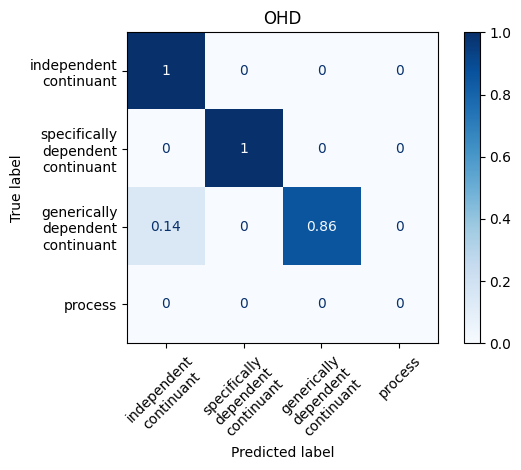 OHD
independent
continuant
1
0
0
0
specifically
dependent
continuant
0
1
0
0
generically
dependent
continuant
0.14
0
0.86
0
process
0
0
0
0
True label
independent
continuant
specifically
dependent
continuant
generically
dependent
continuant
process
Predicted label
1.0
0.8
0.6
0.4
0.2
0.0